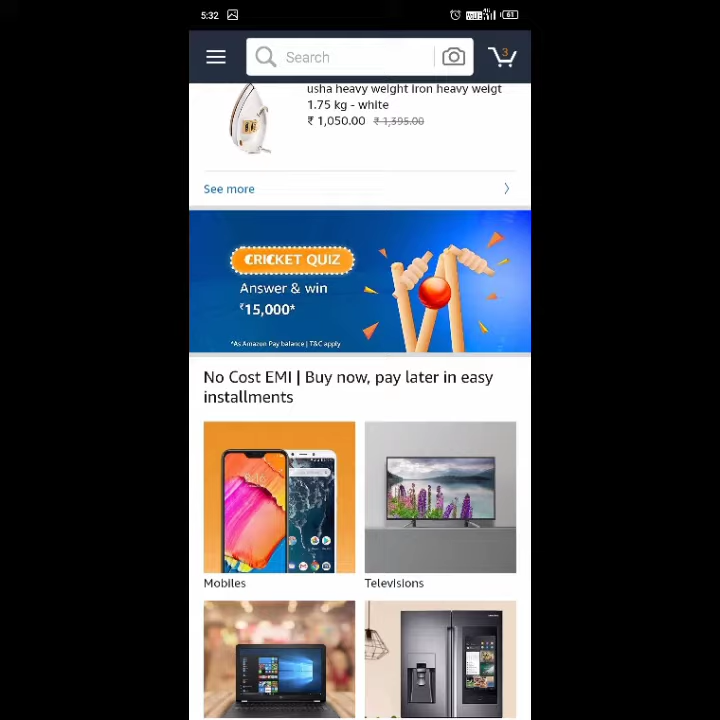 5:32
61
Search
3
usha heavy weight iron heavy weigt
1.75 kg - white
₹ 1,050.00 ₹ 1,395.00
See more
CRICKET QUIZ
Answer & win
₹15,000*
*As Amazon Pay balance | T&C apply
No Cost EMI | Buy now, pay later in easy
installments
Mobiles
Televisions